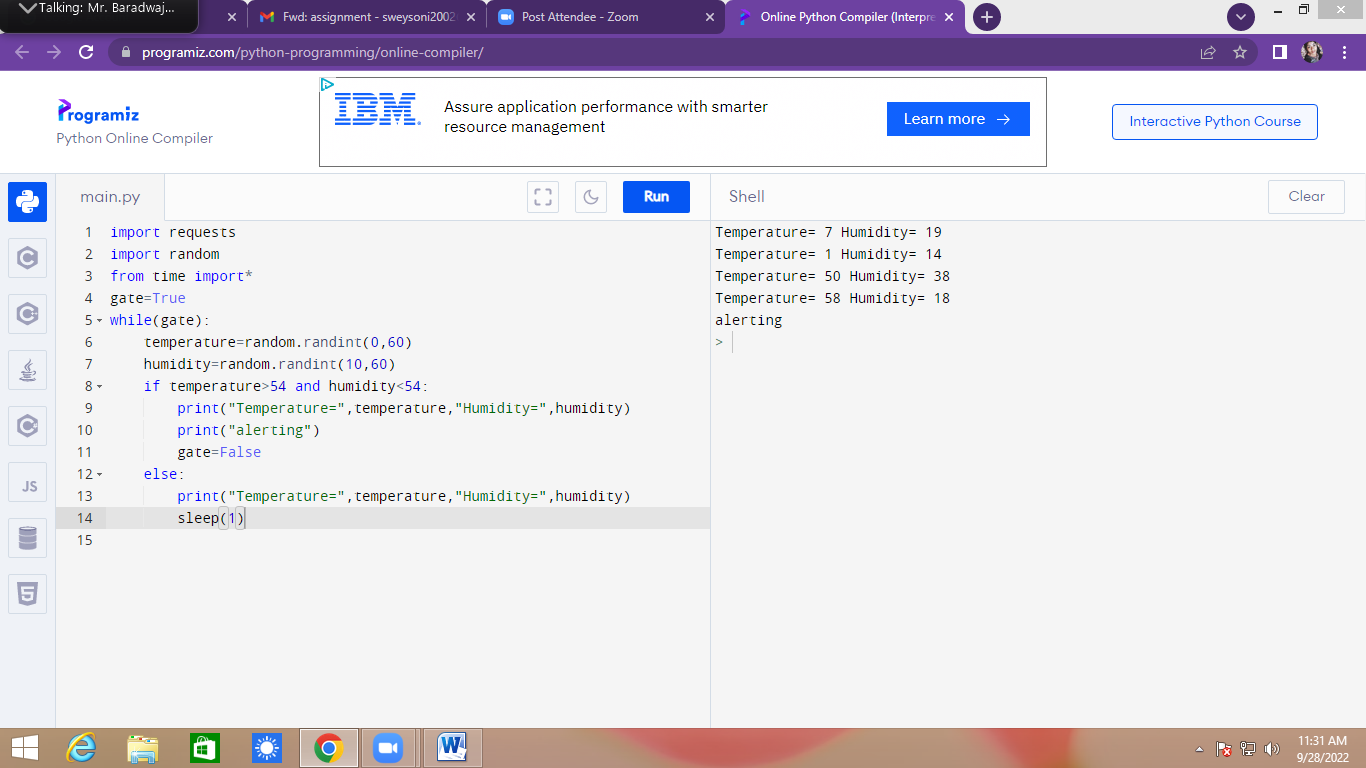 Talking: Mr. Baradwaj...
Fwd: assignment - sweysoni2002
Post Attendee - Zoom
Online Python Compiler (Interpre
programiz.com/python-programming/online-compiler/
Programiz
Python Online Compiler
IBM
Assure application performance with smarter
resource management
Learn more →
Interactive Python Course
main.py
Run
Shell
Clear
1 import requests
2 import random
3 from time import*
4 gate=True
5 while(gate):
6 temperature=random.randint(0,60)
7 humidity=random.randint(10,60)
8 if temperature>54 and humidity<54:
9 print("Temperature=",temperature,"Humidity=",humidity)
10 print("alerting")
11 gate=False
12 else:
13 print("Temperature=",temperature,"Humidity=",humidity)
14 sleep(1)
15
Temperature= 7 Humidity= 19
Temperature= 1 Humidity= 14
Temperature= 50 Humidity= 38
Temperature= 58 Humidity= 18
alerting
>
JS
11:31 AM
9/28/2022